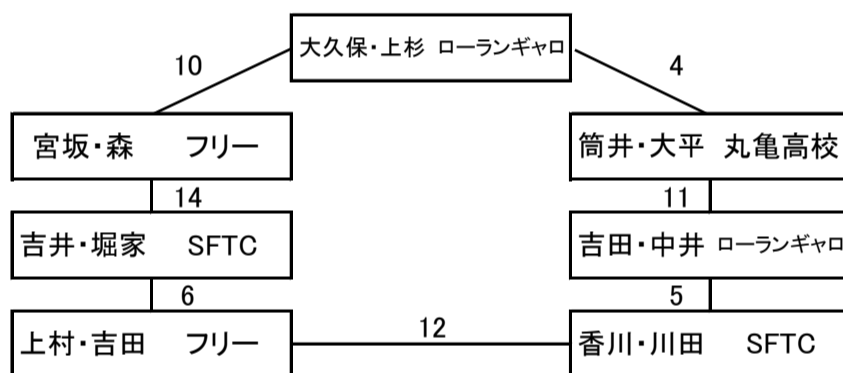 大久保・上杉 ローランギャロ
10
4
宮坂・森 フリー
筒井・大平 丸亀高校
14
11
吉井・堀家 SFTC
吉田・中井 ローランギャロ
6
5
上村・吉田 フリー
12
香川・川田 SFTC